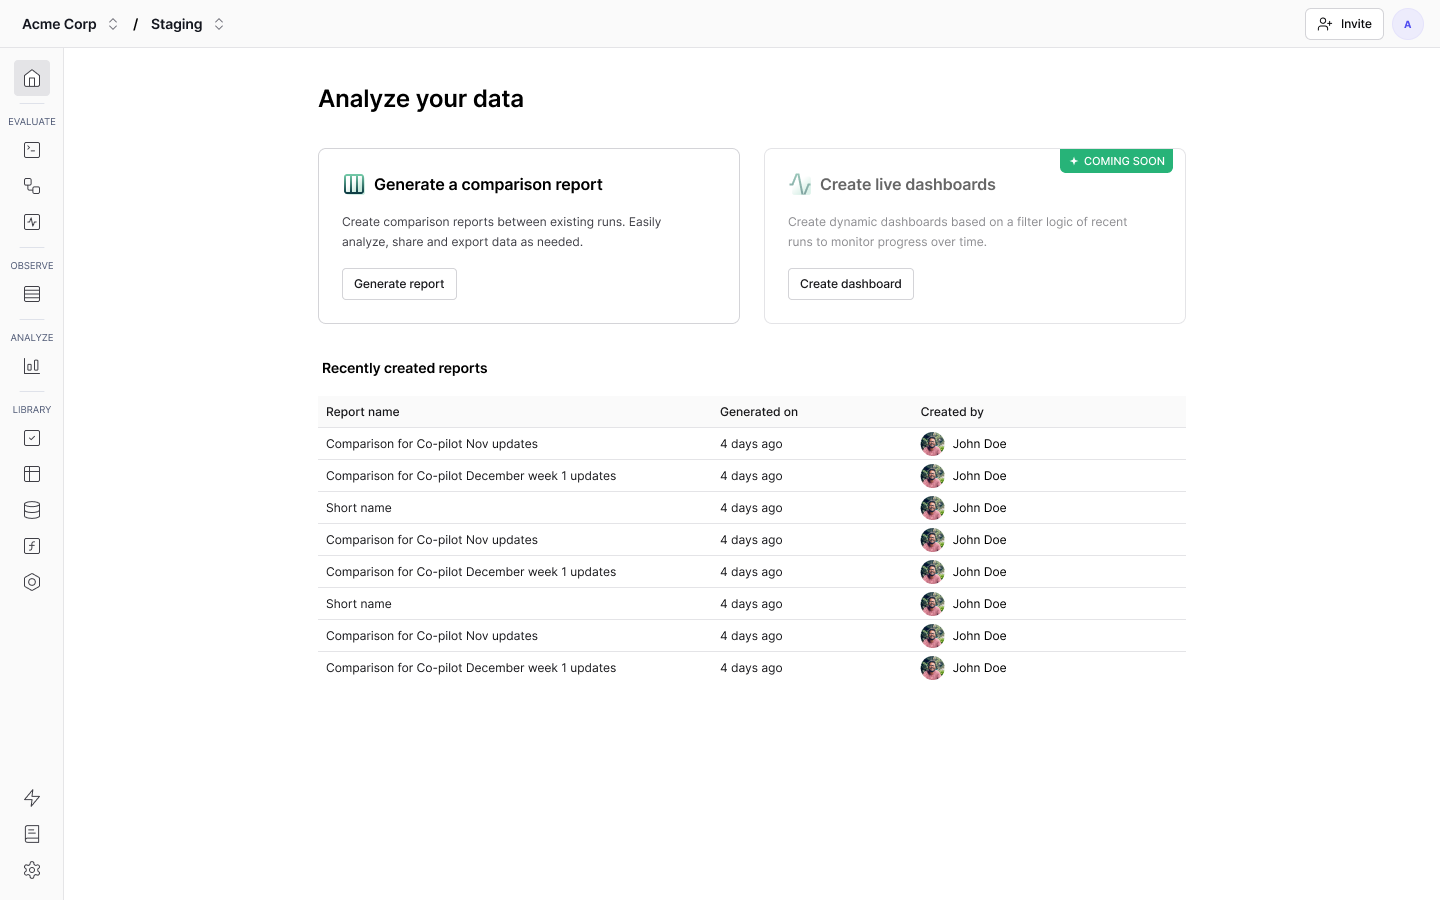 Acme Corp / Staging
Invite
A
EVALUATE
OBSERVE
ANALYZE
LIBRARY
Analyze your data
Generate a comparison report
Create comparison reports between existing runs. Easily
analyze, share and export data as needed.
Generate report
COMING SOON
Create live dashboards
Create dynamic dashboards based on a filter logic of recent
runs to monitor progress over time.
Create dashboard
Recently created reports
Report name Generated on Created by
Comparison for Co-pilot Nov updates 4 days ago John Doe
Comparison for Co-pilot December week 1 updates 4 days ago John Doe
Short name 4 days ago John Doe
Comparison for Co-pilot Nov updates 4 days ago John Doe
Comparison for Co-pilot December week 1 updates 4 days ago John Doe
Short name 4 days ago John Doe
Comparison for Co-pilot Nov updates 4 days ago John Doe
Comparison for Co-pilot December week 1 updates 4 days ago John Doe